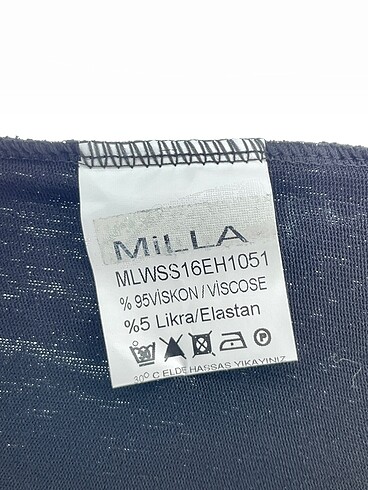 MiLLA
MLWSS16EH1051
% 95VİSKON / VİSCOSE
%5 Likra/Elastan
30° C ELDE HASSAS YIKAYINIZ